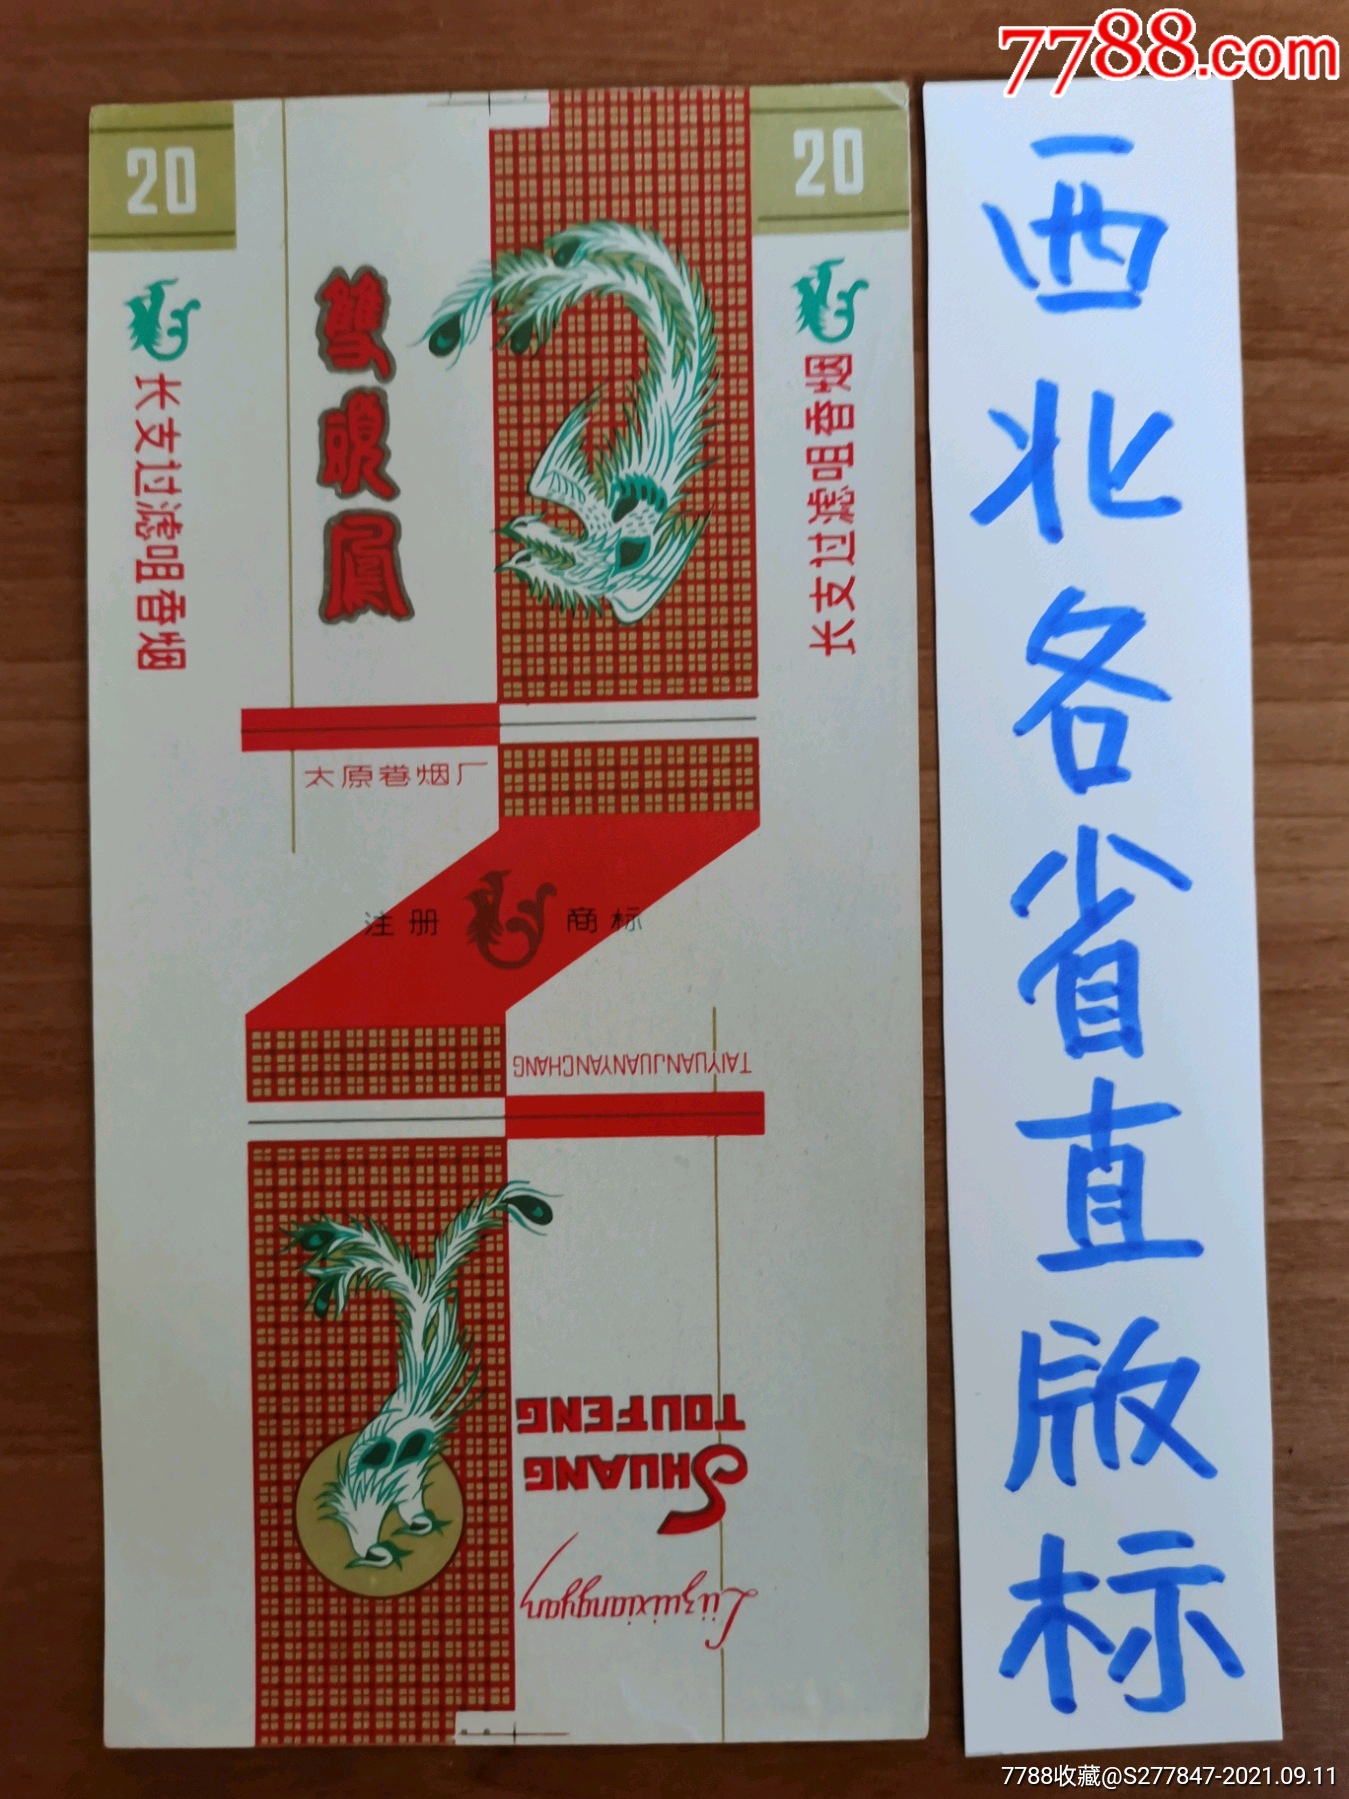 7788.com
20
长支过滤咀香烟
雙頭鳳
太原卷烟厂
20
长支过滤咀香烟
注册 商标
TAIYUANJUANYANCHANG
SHUANG
TOUFENG
Lüzuixiangyan
西北各省直版标
7788收藏@S277847-2021.09.11